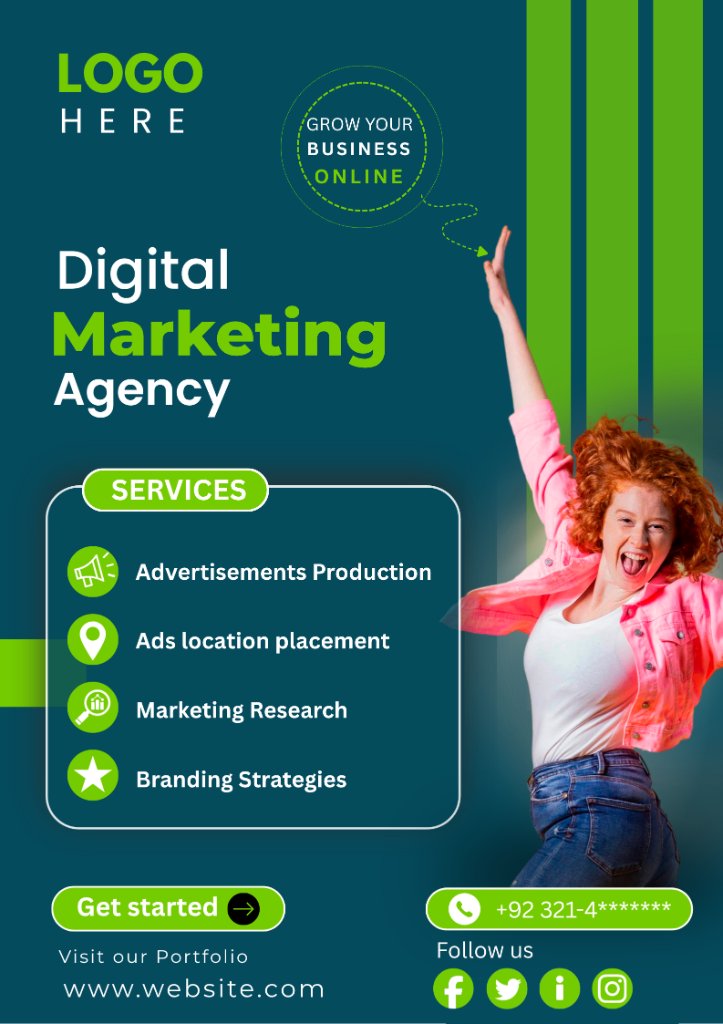 LOGO
HERE
GROW YOUR
BUSINESS
ONLINE
Digital
Marketing
Agency
SERVICES
Advertisements Production
Ads location placement
Marketing Research
Branding Strategies
Get started
+92 321-4*******
Visit our Portfolio
www.website.com
Follow us